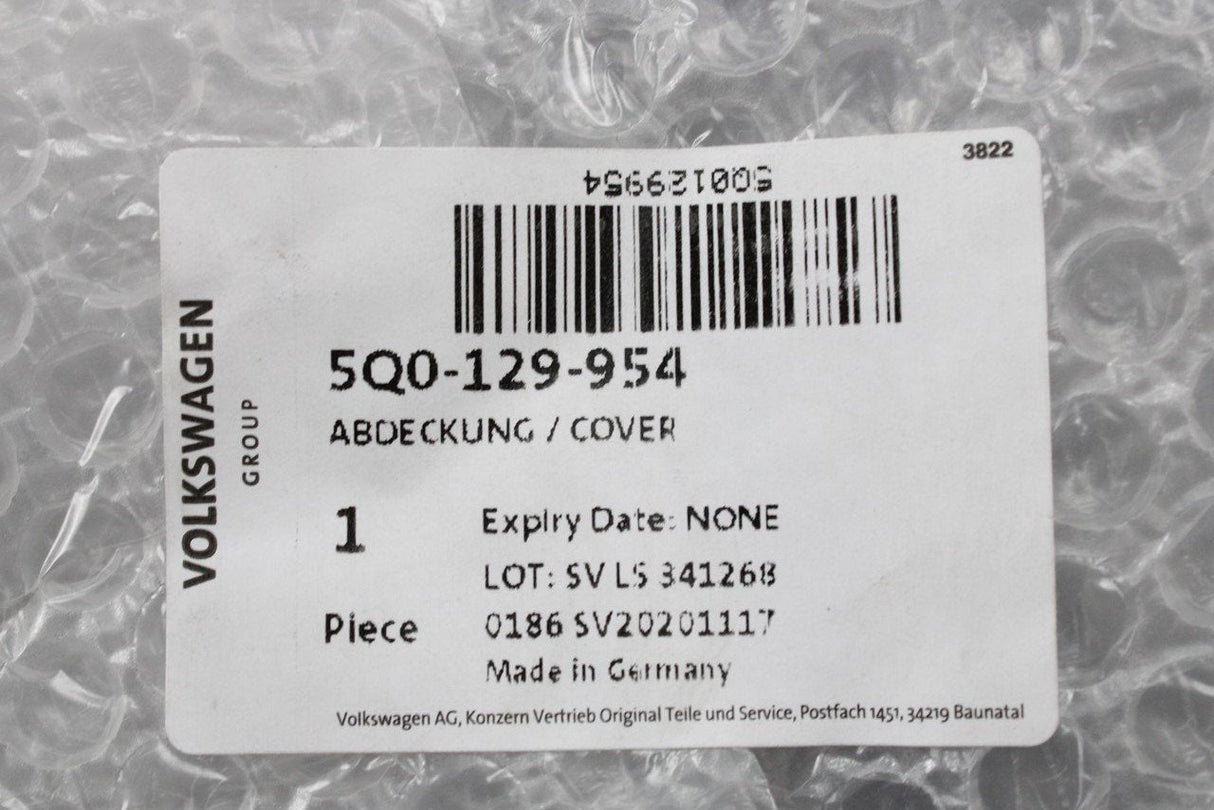 3822
5Q0129954
5Q0-129-954
ABDECKUNG / COVER
VOLKSWAGEN
GROUP
1
Piece
Expiry Date: NONE
LOT: SV LS 341268
0186 SV20201117
Made in Germany
Volkswagen AG, Konzern Vertrieb Original Teile und Service, Postfach 1451, 34219 Baunatal